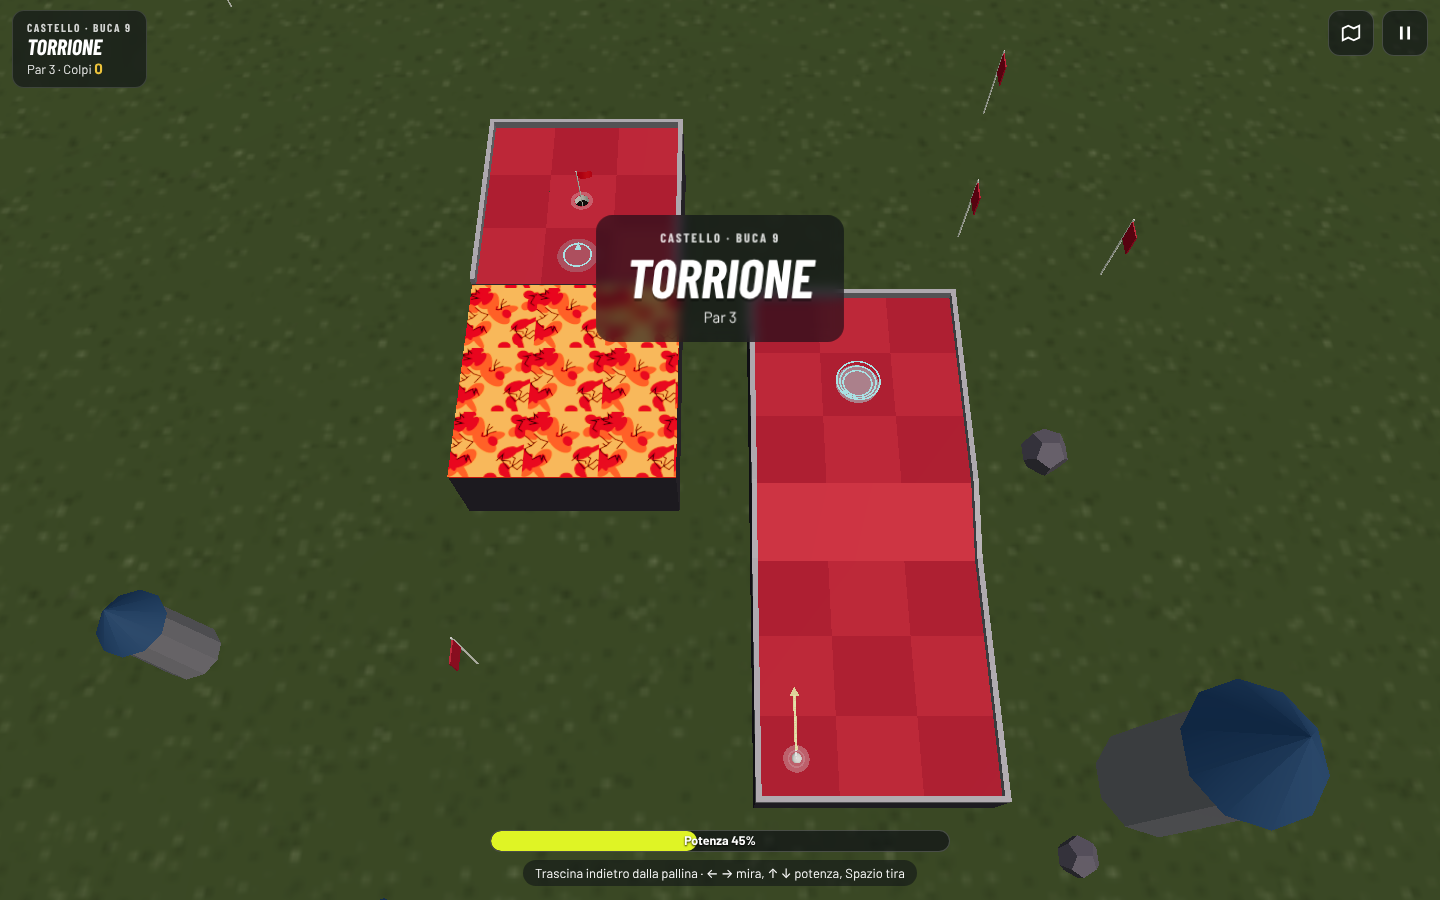 CASTELLO · BUCA 9
TORRIONE
Par 3 · Colpi 0
CASTELLO · BUCA 9
TORRIONE
Par 3
Potenza 45%
Trascina indietro dalla pallina · ← → mira, ↑ ↓ potenza, Spazio tira